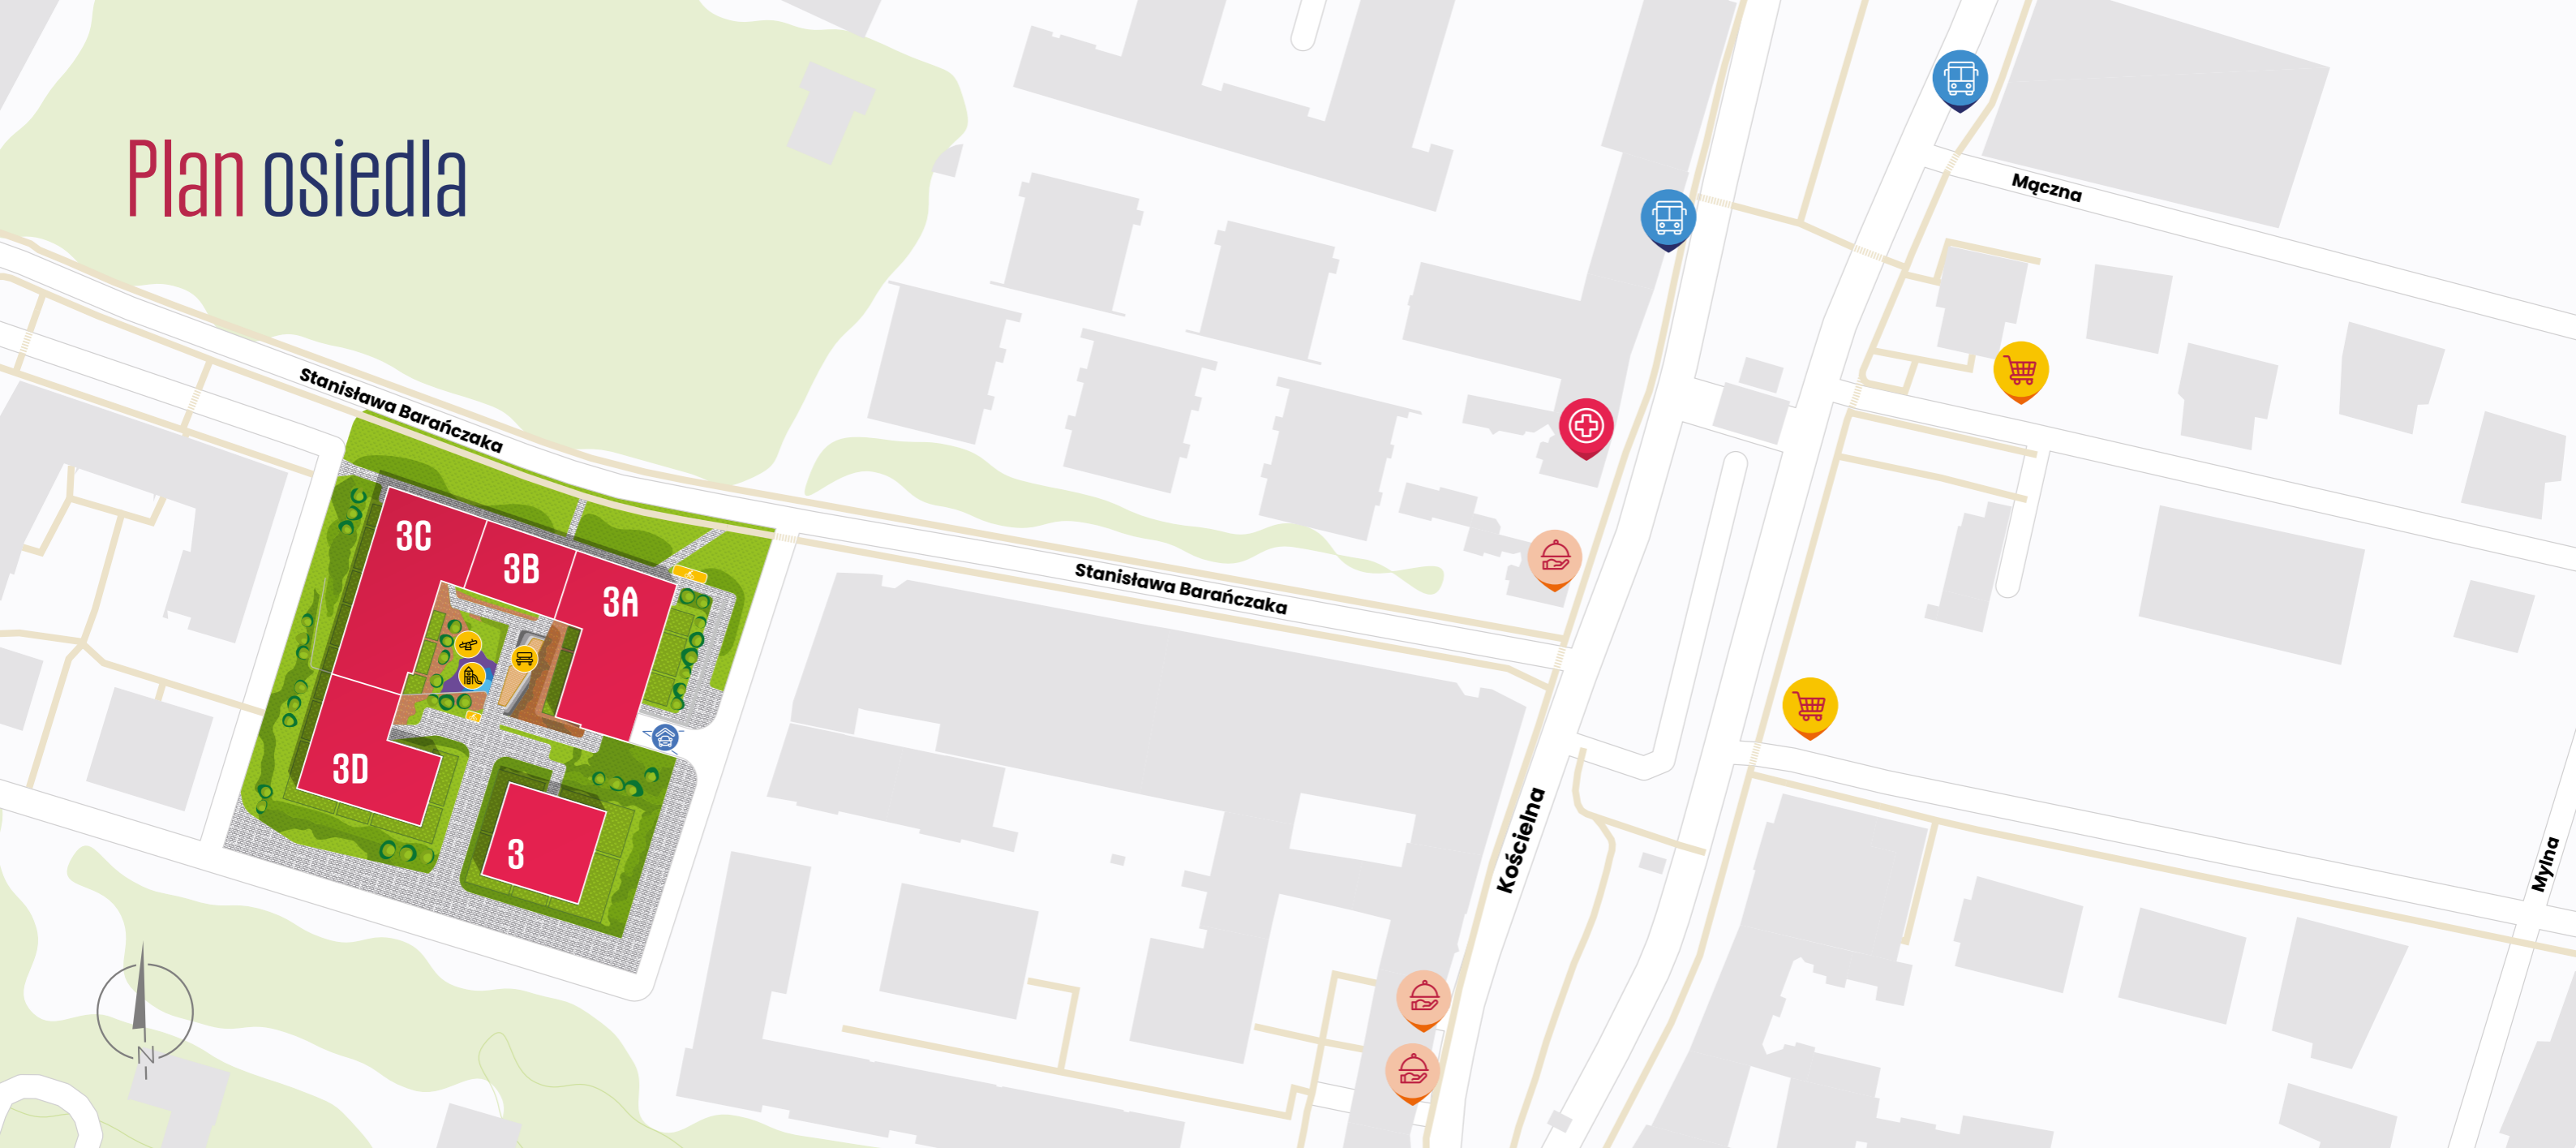 Plan osiedla
Mączna
Stanisława Barańczaka
3C
3B
3A
Stanisława Barańczaka
3D
3
Kościelna
Mylna
N